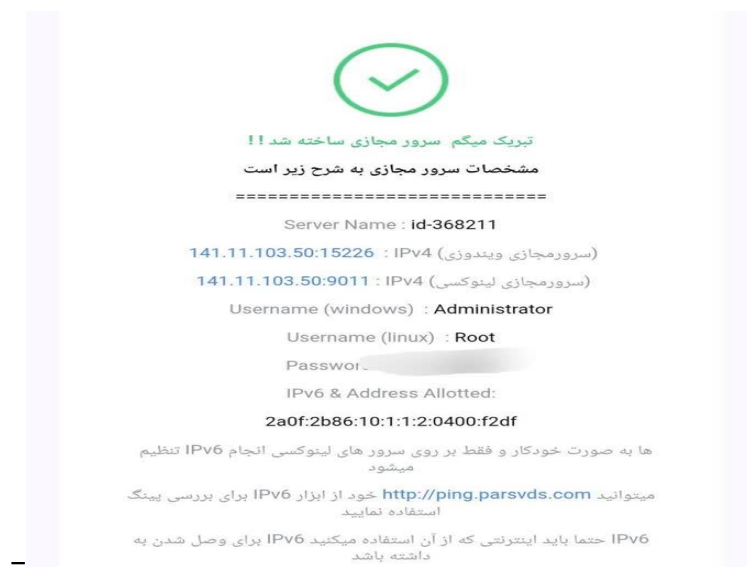 تبریک میگم سرور مجازی ساخته شد !!
مشخصات سرور مجازی به شرح زیر است
=============================
Server Name : id-368211
141.11.103.50:15226 : IPv4 (سرورمجازی ویندوزی)
141.11.103.50:9011 : IPv4 (سرورمجازی لینوکسی)
Username (windows) : Administrator
Username (linux) : Root
IPv6 & Address Allotted:
2a0f:2b86:10:1:1:2:0400:f2df
ها به صورت خودکار و فقط بر روی سرور های لینوکسی انجام IPv6 تنظیم
میشود
میتوانید http://ping.parsvds.com خود از ابزار IPv6 برای بررسی پینگ
استفاده نمایید
IPv6 حتما باید اینترنتی که از آن استفاده میکنید IPv6 برای وصل شدن به
داشته باشد